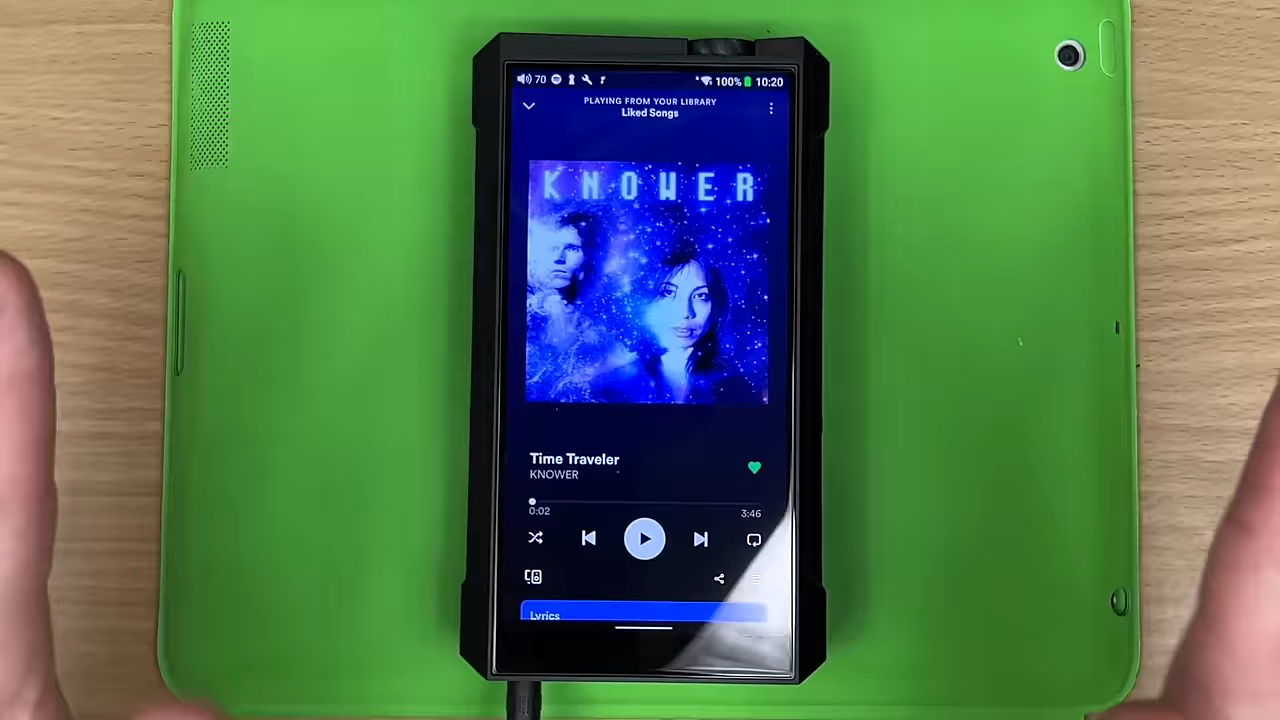 70
100% 10:20
PLAYING FROM YOUR LIBRARY
Liked Songs
KNOWER
Time Traveler
KNOWER
0:02
3:46
Lyrics